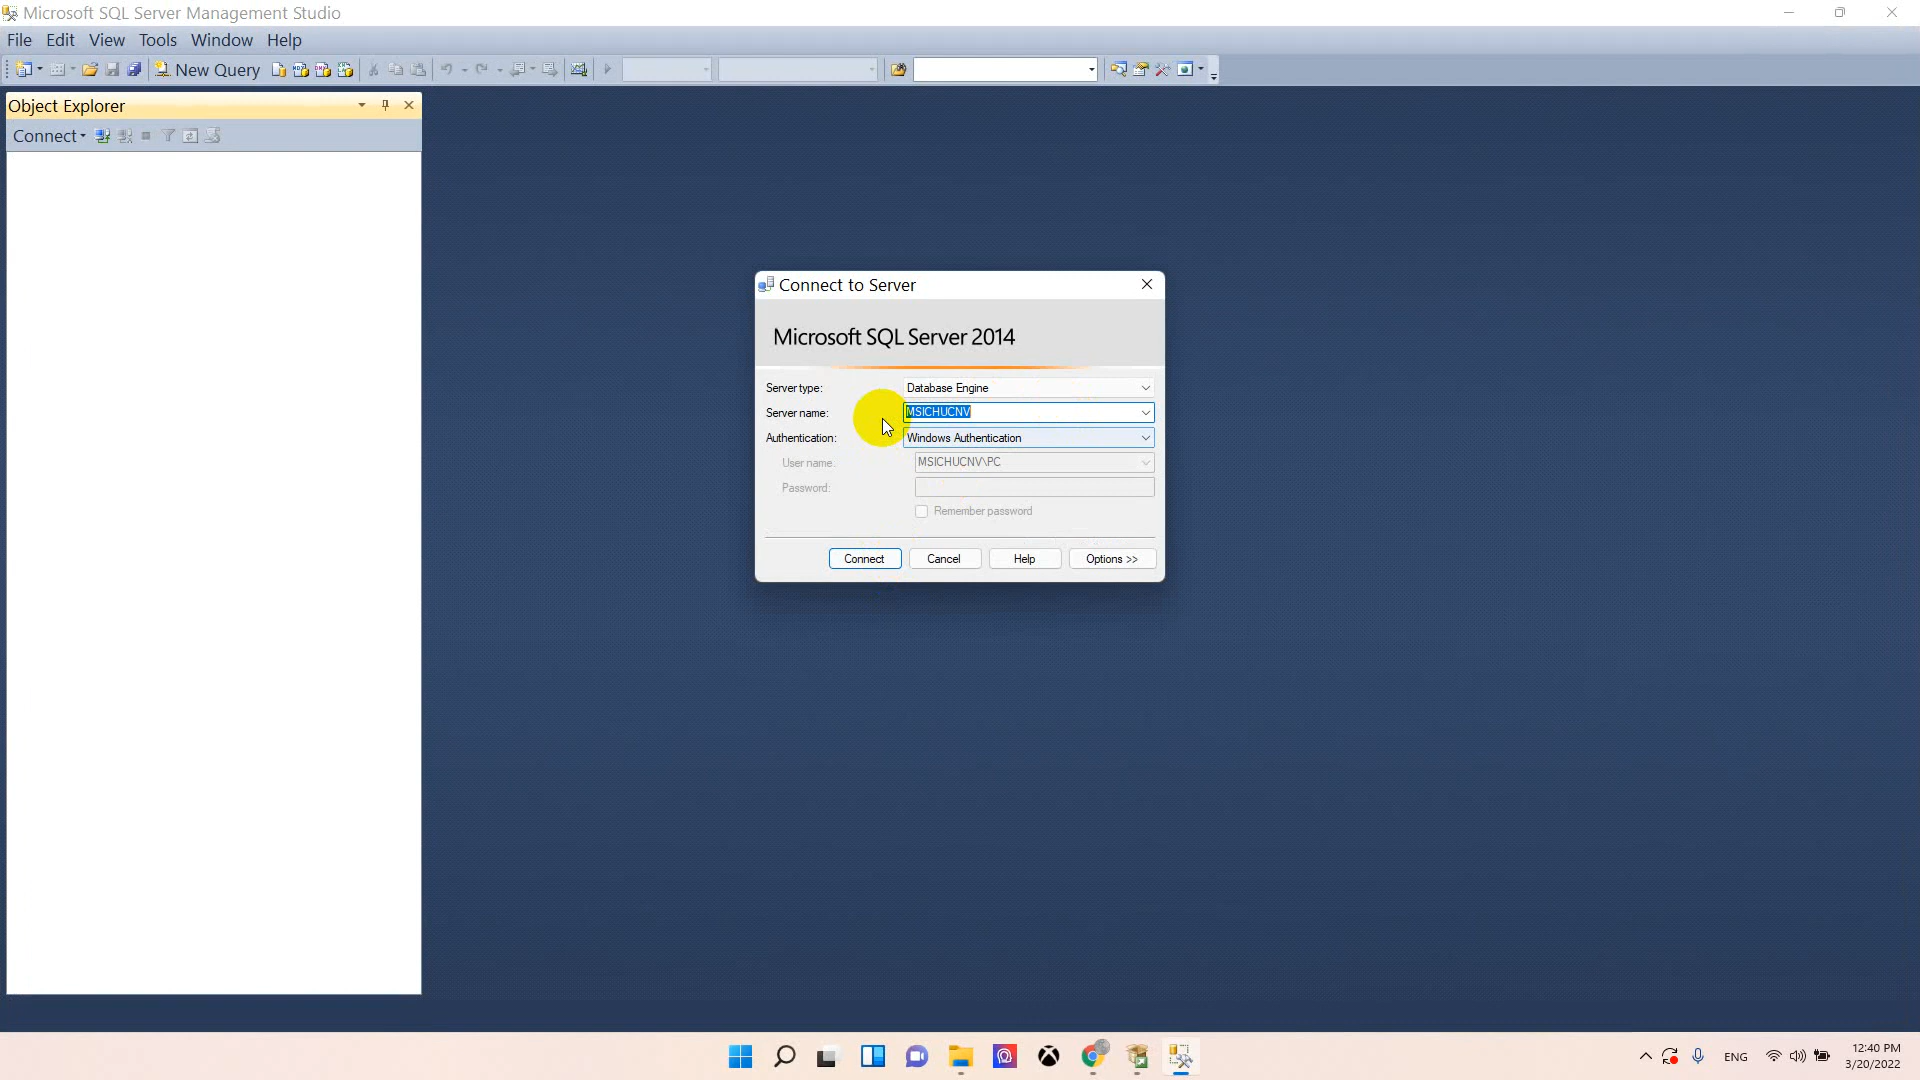 Microsoft SQL Server Management Studio
File Edit View Tools Window Help
New Query
Object Explorer
Connect
Connect to Server
Microsoft SQL Server 2014
Server type: Database Engine
Server name: MSICHUCNV
Authentication: Windows Authentication
User name: MSICHUCNV\PC
Password:
Remember password
Connect Cancel Help Options >>
ENG
12:40 PM
3/20/2022